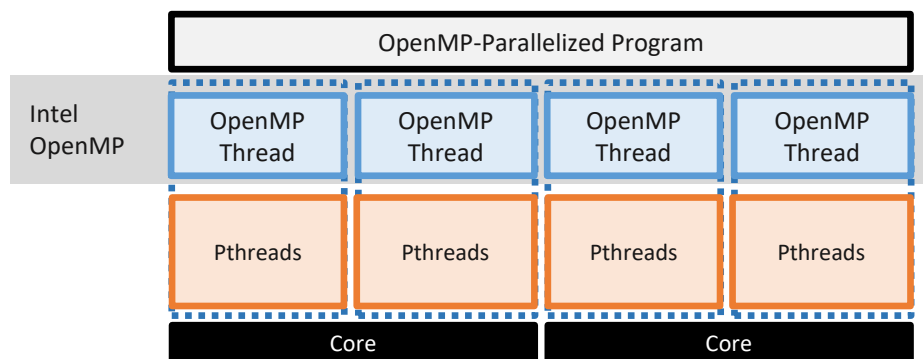 OpenMP-Parallelized Program
Intel
OpenMP
OpenMP
Thread
OpenMP
Thread
OpenMP
Thread
OpenMP
Thread
Pthreads
Pthreads
Pthreads
Pthreads
Core
Core